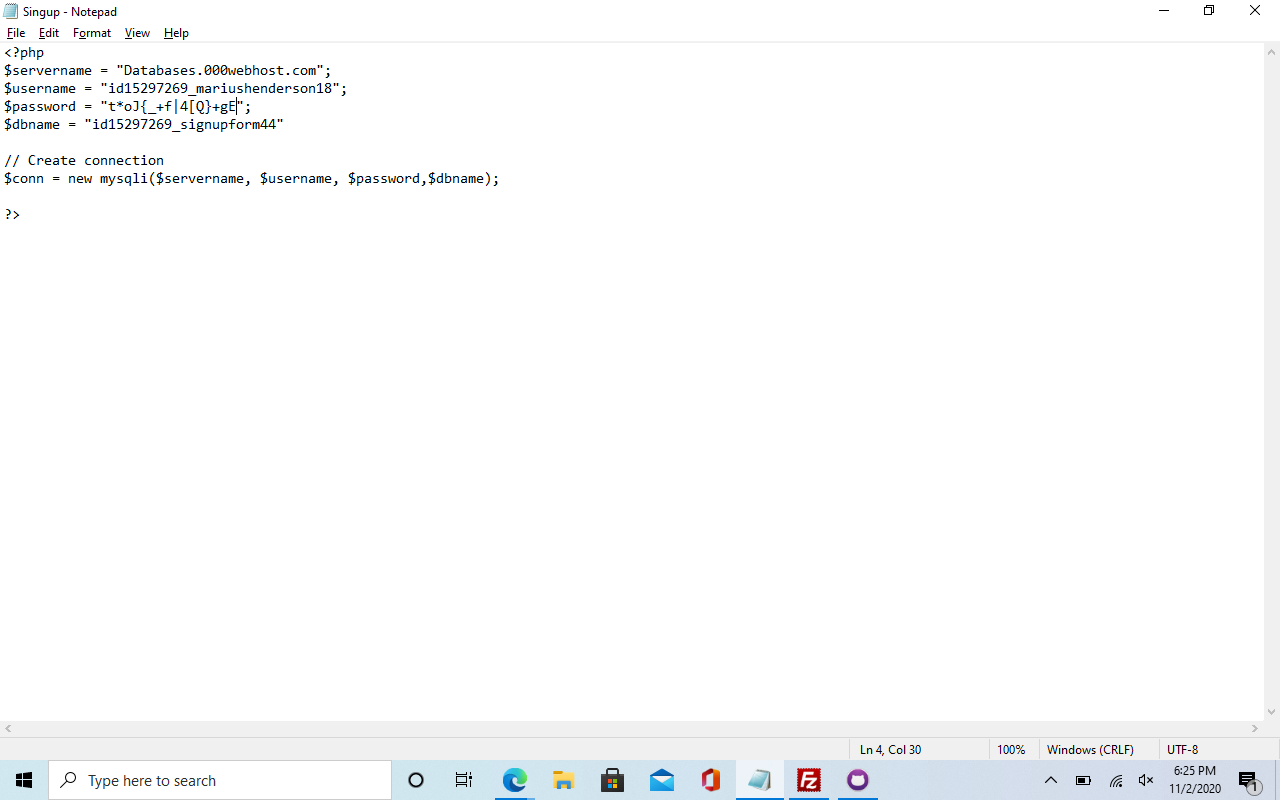 Singup - Notepad
File Edit Format View Help
<?php
$servername = "Databases.000webhost.com";
$username = "id15297269_mariushenderson18";
$password = "t*oJ{_+f|4[Q}+gE";
$dbname = "id15297269_signupform44"
// Create connection
$conn = new mysqli($servername, $username, $password,$dbname);
?>
Ln 4, Col 30 100% Windows (CRLF) UTF-8
Type here to search
6:25 PM
11/2/2020
1